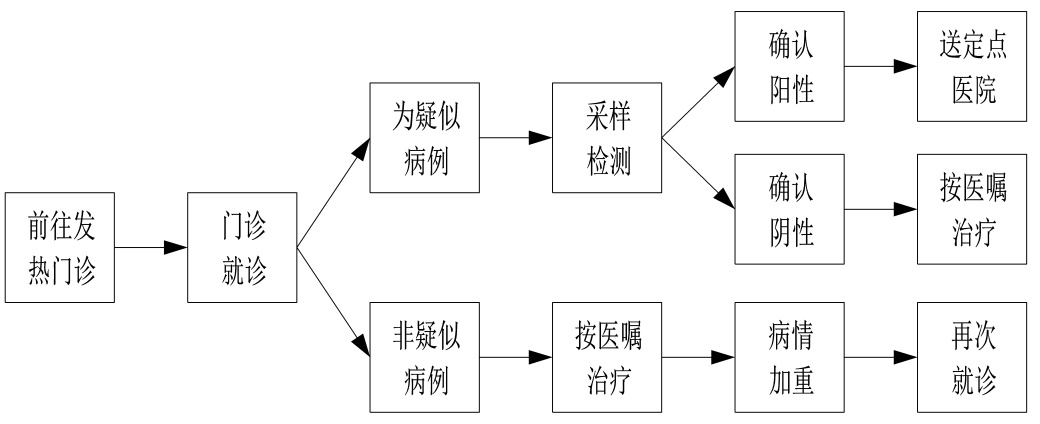 前往发
热门诊
门诊
就诊
为疑似
病例
采样
检测
确认
阳性
送定点
医院
确认
阴性
按医嘱
治疗
非疑似
病例
按医嘱
治疗
病情
加重
再次
就诊